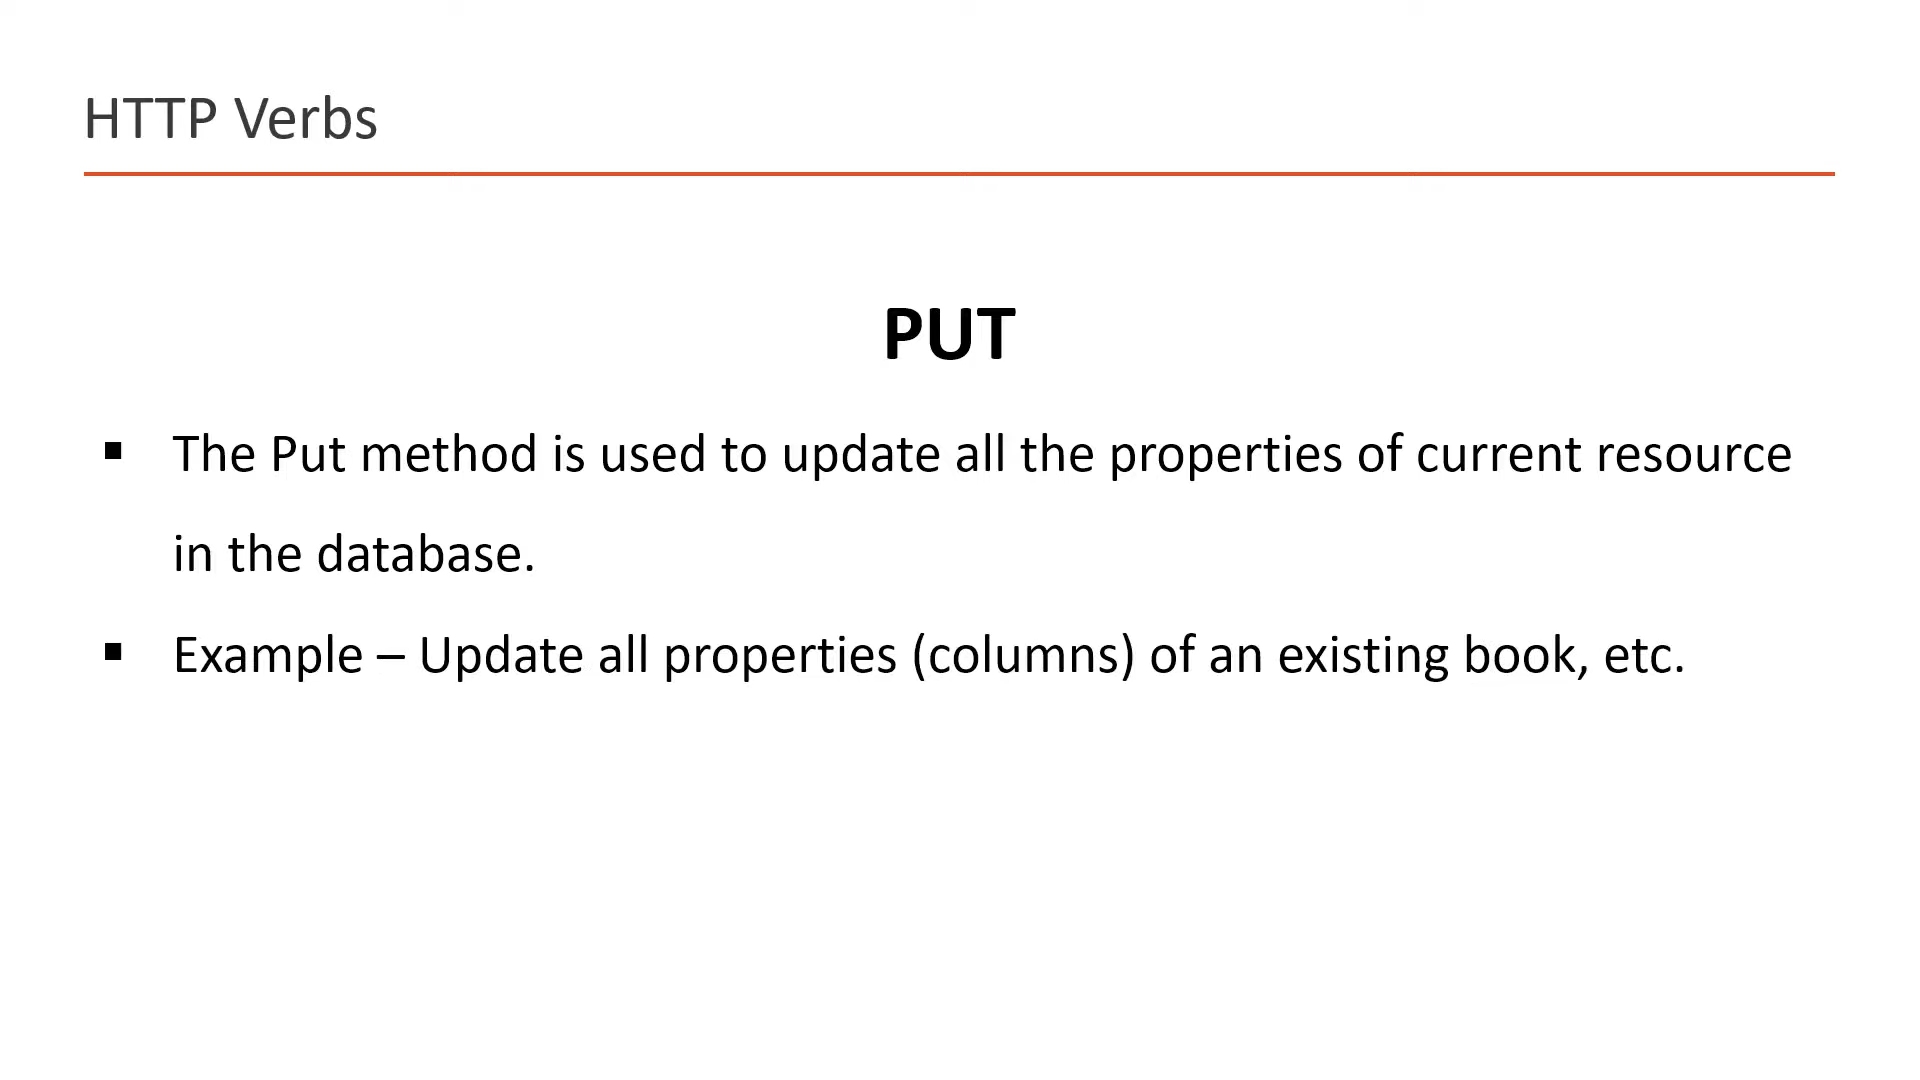 HTTP Verbs
PUT
▪ The Put method is used to update all the properties of current resource
in the database.
▪ Example – Update all properties (columns) of an existing book, etc.